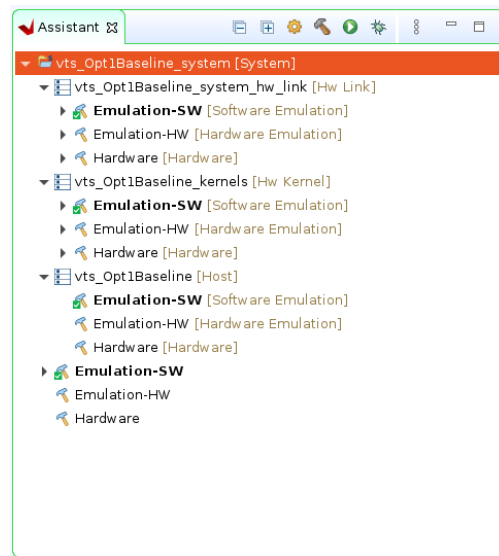 Assistant
vts_Opt1Baseline_system [System]
vts_Opt1Baseline_system_hw_link [Hw Link]
Emulation-SW [Software Emulation]
Emulation-HW [Hardware Emulation]
Hardware [Hardware]
vts_Opt1Baseline_kernels [Hw Kernel]
Emulation-SW [Software Emulation]
Emulation-HW [Hardware Emulation]
Hardware [Hardware]
vts_Opt1Baseline [Host]
Emulation-SW [Software Emulation]
Emulation-HW [Hardware Emulation]
Hardware [Hardware]
Emulation-SW
Emulation-HW
Hardware